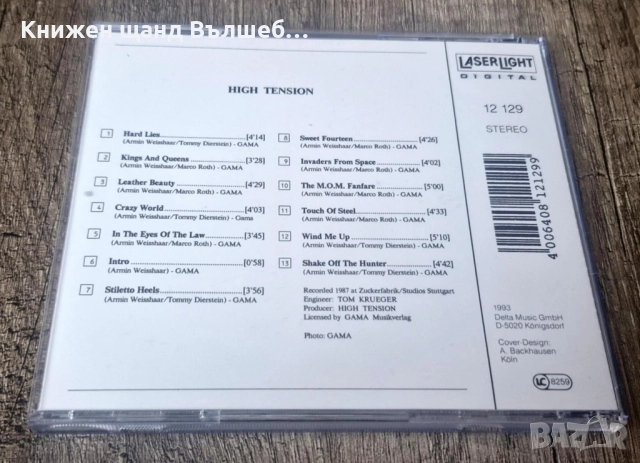 Книжен шанд Вълшеб...
HIGH TENSION
1 Hard Lies [4'14]
(Armin Weisshaar/Tommy Dierstein) - GAMA
2 Kings And Queens [3'28]
(Armin Weisshaar/Marco Roth) - GAMA
3 Leather Beauty [4'29]
(Armin Weisshaar/Marco Roth) - GAMA
4 Crazy World [4'03]
(Armin Weisshaar/Tommy Dierstein) - Gama
5 In The Eyes Of The Law [3'45]
(Armin Weisshaar/Marco Roth) - GAMA
6 Intro [0'58]
(Armin Weisshaar) - GAMA
7 Stiletto Heels [3'56]
(Armin Weisshaar/Tommy Dierstein) - GAMA
8 Sweet Fourteen [4'26]
(Armin Weisshaar/Marco Roth) - GAMA
9 Invaders From Space [4'02]
(Armin Weisshaar/Marco Roth) - GAMA
10 The M.O.M. Fanfare [5'00]
(Armin Weisshaar/Marco Roth) - GAMA
11 Touch Of Steel [4'33]
(Armin Weisshaar/Marco Roth) - GAMA
12 Wind Me Up [5'10]
(Armin Weisshaar/Tommy Dierstein) - GAMA
13 Shake Off The Hunter [4'42]
(Armin Weisshaar/Tommy Dierstein) - GAMA
Recorded 1987 at Zuckerfabrik/Studios Stuttgart
Engineer: TOM KRUEGER
Producer: HIGH TENSION
Licensed by GAMA Musikverlag
Photo: GAMA
LASERLIGHT
DIGITAL
12 129
STEREO
4 006408 121299
1993
Delta Music GmbH
D-5020 Königsdorf
Cover-Design:
A. Backhausen
Köln
LC 8259
BAZAR